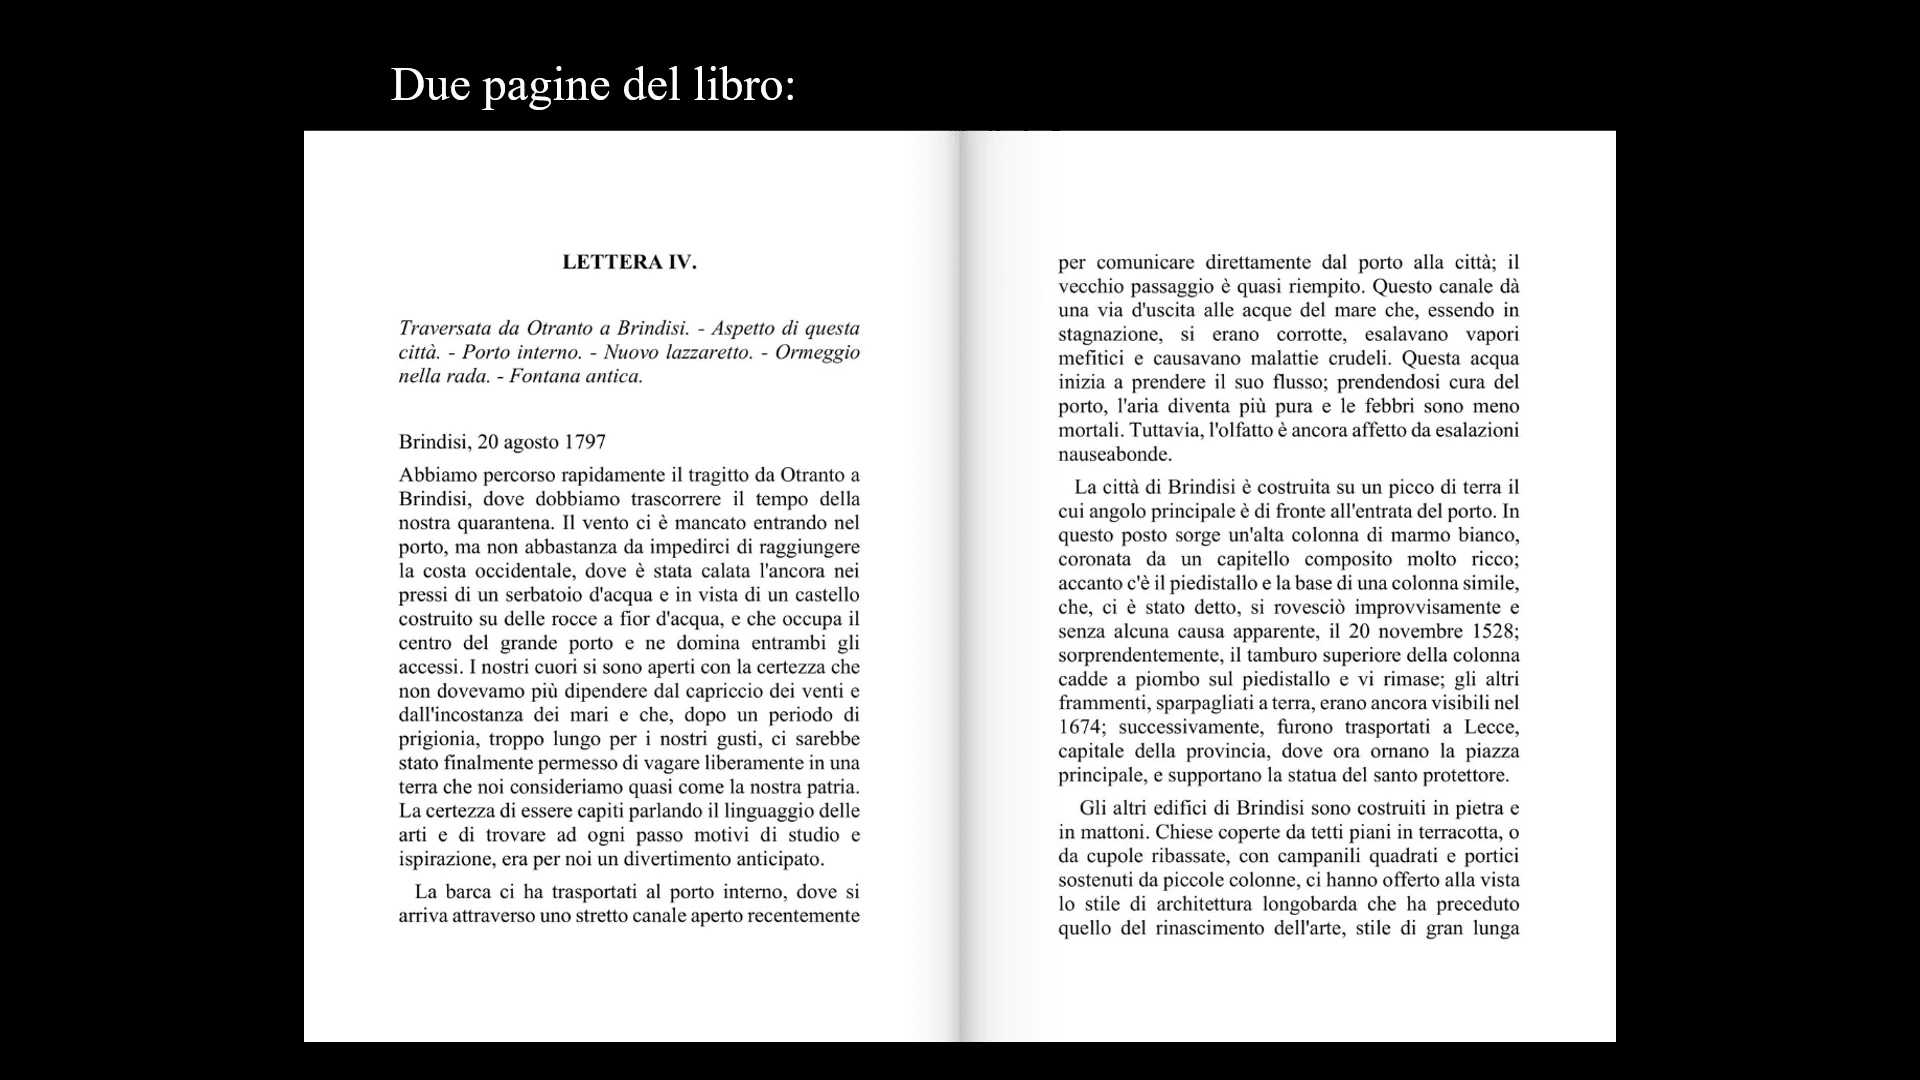 Due pagine del libro:
LETTERA IV.
Traversata da Otranto a Brindisi. - Aspetto di questa
città. - Porto interno. - Nuovo lazzaretto. - Ormeggio
nella rada. - Fontana antica.
Brindisi, 20 agosto 1797
Abbiamo percorso rapidamente il tragitto da Otranto a
Brindisi, dove dobbiamo trascorrere il tempo della
nostra quarantena. Il vento ci è mancato entrando nel
porto, ma non abbastanza da impedirci di raggiungere
la costa occidentale, dove è stata calata l'ancora nei
pressi di un serbatoio d'acqua e in vista di un castello
costruito su delle rocce a fior d'acqua, e che occupa il
centro del grande porto e ne domina entrambi gli
accessi. I nostri cuori si sono aperti con la certezza che
non dovevamo più dipendere dal capriccio dei venti e
dall'incostanza dei mari e che, dopo un periodo di
prigionia, troppo lungo per i nostri gusti, ci sarebbe
stato finalmente permesso di vagare liberamente in una
terra che noi consideriamo quasi come la nostra patria.
La certezza di essere capiti parlando il linguaggio delle
arti e di trovare ad ogni passo motivi di studio e
ispirazione, era per noi un divertimento anticipato.
La barca ci ha trasportati al porto interno, dove si
arriva attraverso uno stretto canale aperto recentemente
per comunicare direttamente dal porto alla città; il
vecchio passaggio è quasi riempito. Questo canale dà
una via d'uscita alle acque del mare che, essendo in
stagnazione, si erano corrotte, esalavano vapori
mefitici e causavano malattie crudeli. Questa acqua
inizia a prendere il suo flusso; prendendosi cura del
porto, l'aria diventa più pura e le febbri sono meno
mortali. Tuttavia, l'olfatto è ancora affetto da esalazioni
nauseabonde.
La città di Brindisi è costruita su un picco di terra il
cui angolo principale è di fronte all'entrata del porto. In
questo posto sorge un'alta colonna di marmo bianco,
coronata da un capitello composito molto ricco;
accanto c'è il piedistallo e la base di una colonna simile,
che, ci è stato detto, si rovesciò improvvisamente e
senza alcuna causa apparente, il 20 novembre 1528;
sorprendentemente, il tamburo superiore della colonna
cadde a piombo sul piedistallo e vi rimase; gli altri
frammenti, sparpagliati a terra, erano ancora visibili nel
1674; successivamente, furono trasportati a Lecce,
capitale della provincia, dove ora ornano la piazza
principale, e supportano la statua del santo protettore.
Gli altri edifici di Brindisi sono costruiti in pietra e
in mattoni. Chiese coperte da tetti piani in terracotta, o
da cupole ribassate, con campanili quadrati e portici
sostenuti da piccole colonne, ci hanno offerto alla vista
lo stile di architettura longobarda che ha preceduto
quello del rinascimento dell'arte, stile di gran lunga